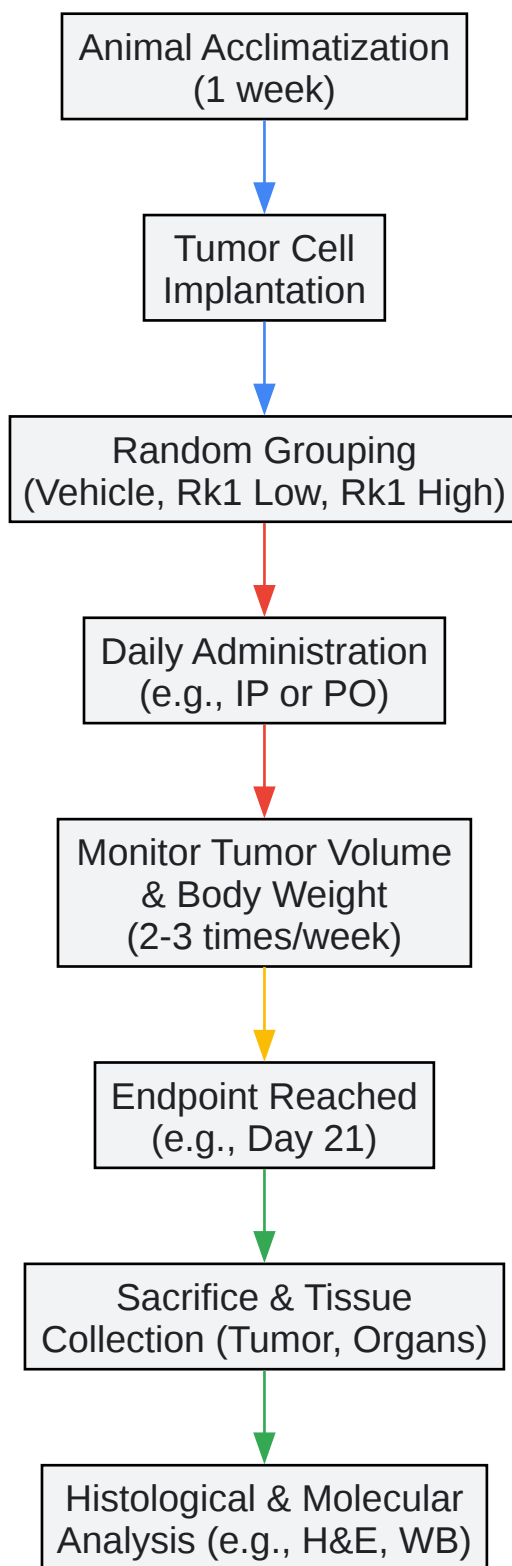 Animal Acclimatization
(1 week)
Tumor Cell
Implantation
Random Grouping
(Vehicle, Rk1 Low, Rk1 High)
Daily Administration
(e.g., IP or PO)
Monitor Tumor Volume
& Body Weight
(2-3 times/week)
Endpoint Reached
(e.g., Day 21)
Sacrifice & Tissue
Collection (Tumor, Organs)
Histological & Molecular
Analysis (e.g., H&E, WB)